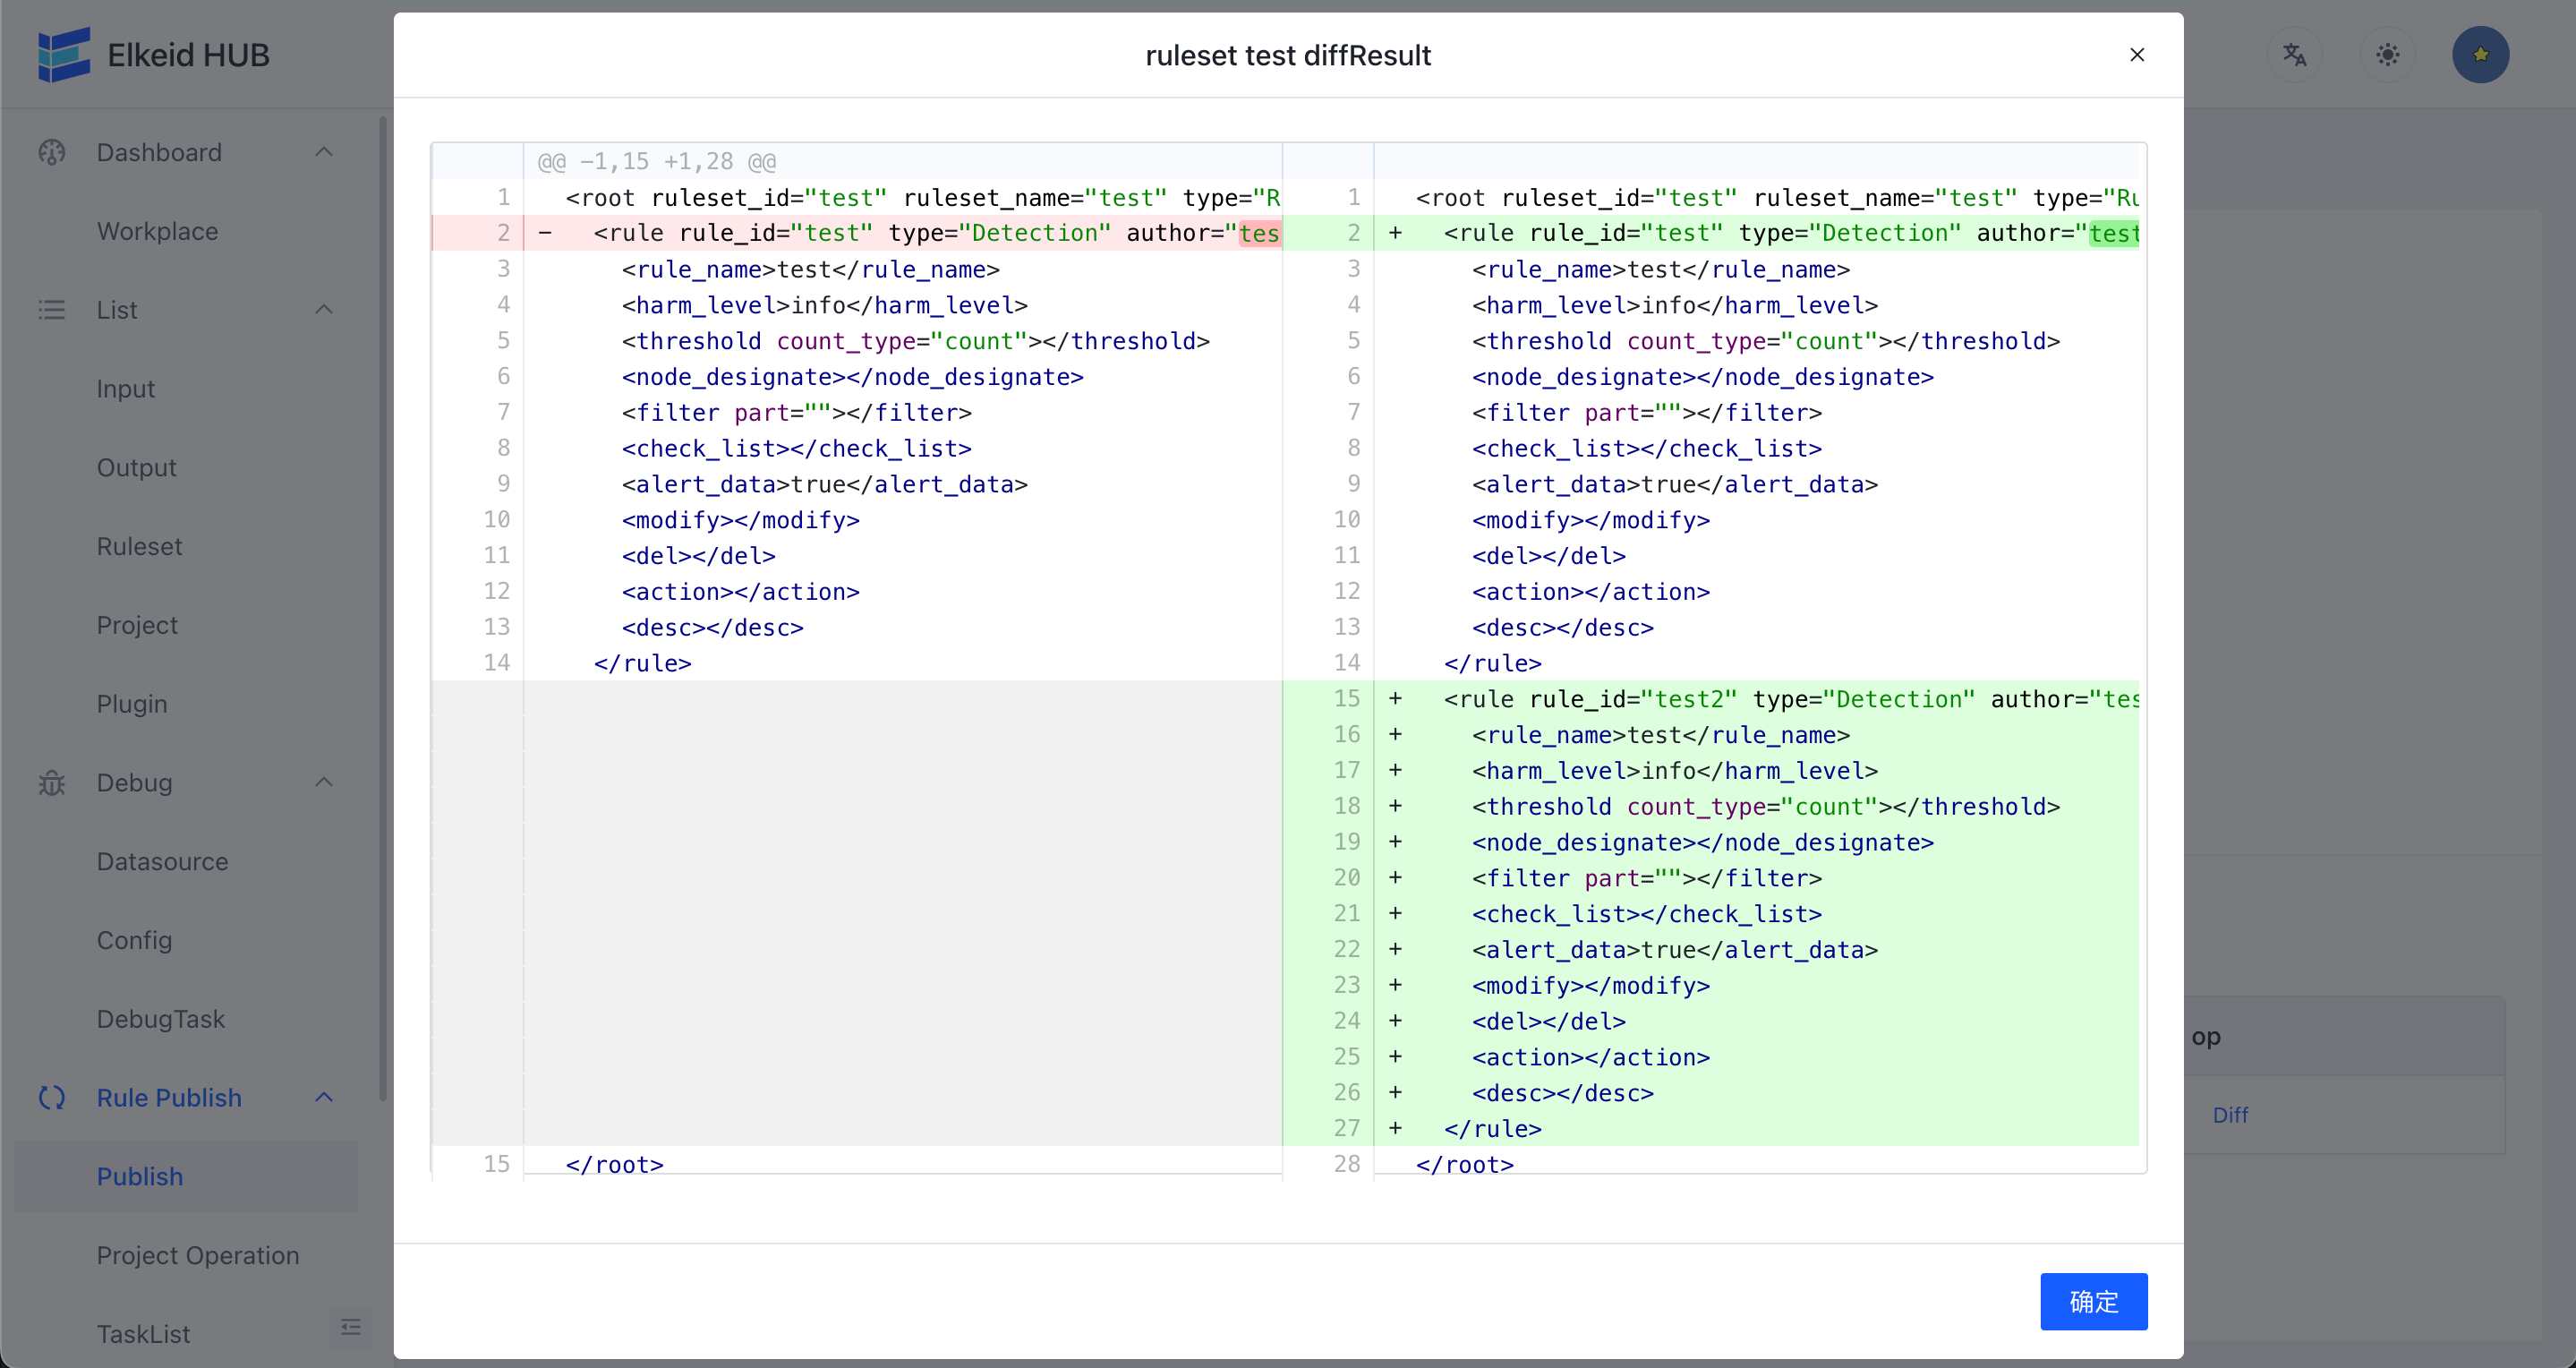 Elkeid HUB
Dashboard
Workplace
List
Input
Output
Ruleset
Project
Plugin
Debug
Datasource
Config
DebugTask
Rule Publish
Publish
Project Operation
TaskList
ruleset test diffResult
@@ -1,15 +1,28 @@
1 <root ruleset_id="test" ruleset_name="test" type="R
2 - <rule rule_id="test" type="Detection" author="tes
3 <rule_name>test</rule_name>
4 <harm_level>info</harm_level>
5 <threshold count_type="count"></threshold>
6 <node_designate></node_designate>
7 <filter part=""></filter>
8 <check_list></check_list>
9 <alert_data>true</alert_data>
10 <modify></modify>
11 <del></del>
12 <action></action>
13 <desc></desc>
14 </rule>
15 </root>
1 <root ruleset_id="test" ruleset_name="test" type="Ru
2 + <rule rule_id="test" type="Detection" author="test
3 <rule_name>test</rule_name>
4 <harm_level>info</harm_level>
5 <threshold count_type="count"></threshold>
6 <node_designate></node_designate>
7 <filter part=""></filter>
8 <check_list></check_list>
9 <alert_data>true</alert_data>
10 <modify></modify>
11 <del></del>
12 <action></action>
13 <desc></desc>
14 </rule>
15 + <rule rule_id="test2" type="Detection" author="tes
16 + <rule_name>test</rule_name>
17 + <harm_level>info</harm_level>
18 + <threshold count_type="count"></threshold>
19 + <node_designate></node_designate>
20 + <filter part=""></filter>
21 + <check_list></check_list>
22 + <alert_data>true</alert_data>
23 + <modify></modify>
24 + <del></del>
25 + <action></action>
26 + <desc></desc>
27 + </rule>
28 </root>
确定
op
Diff